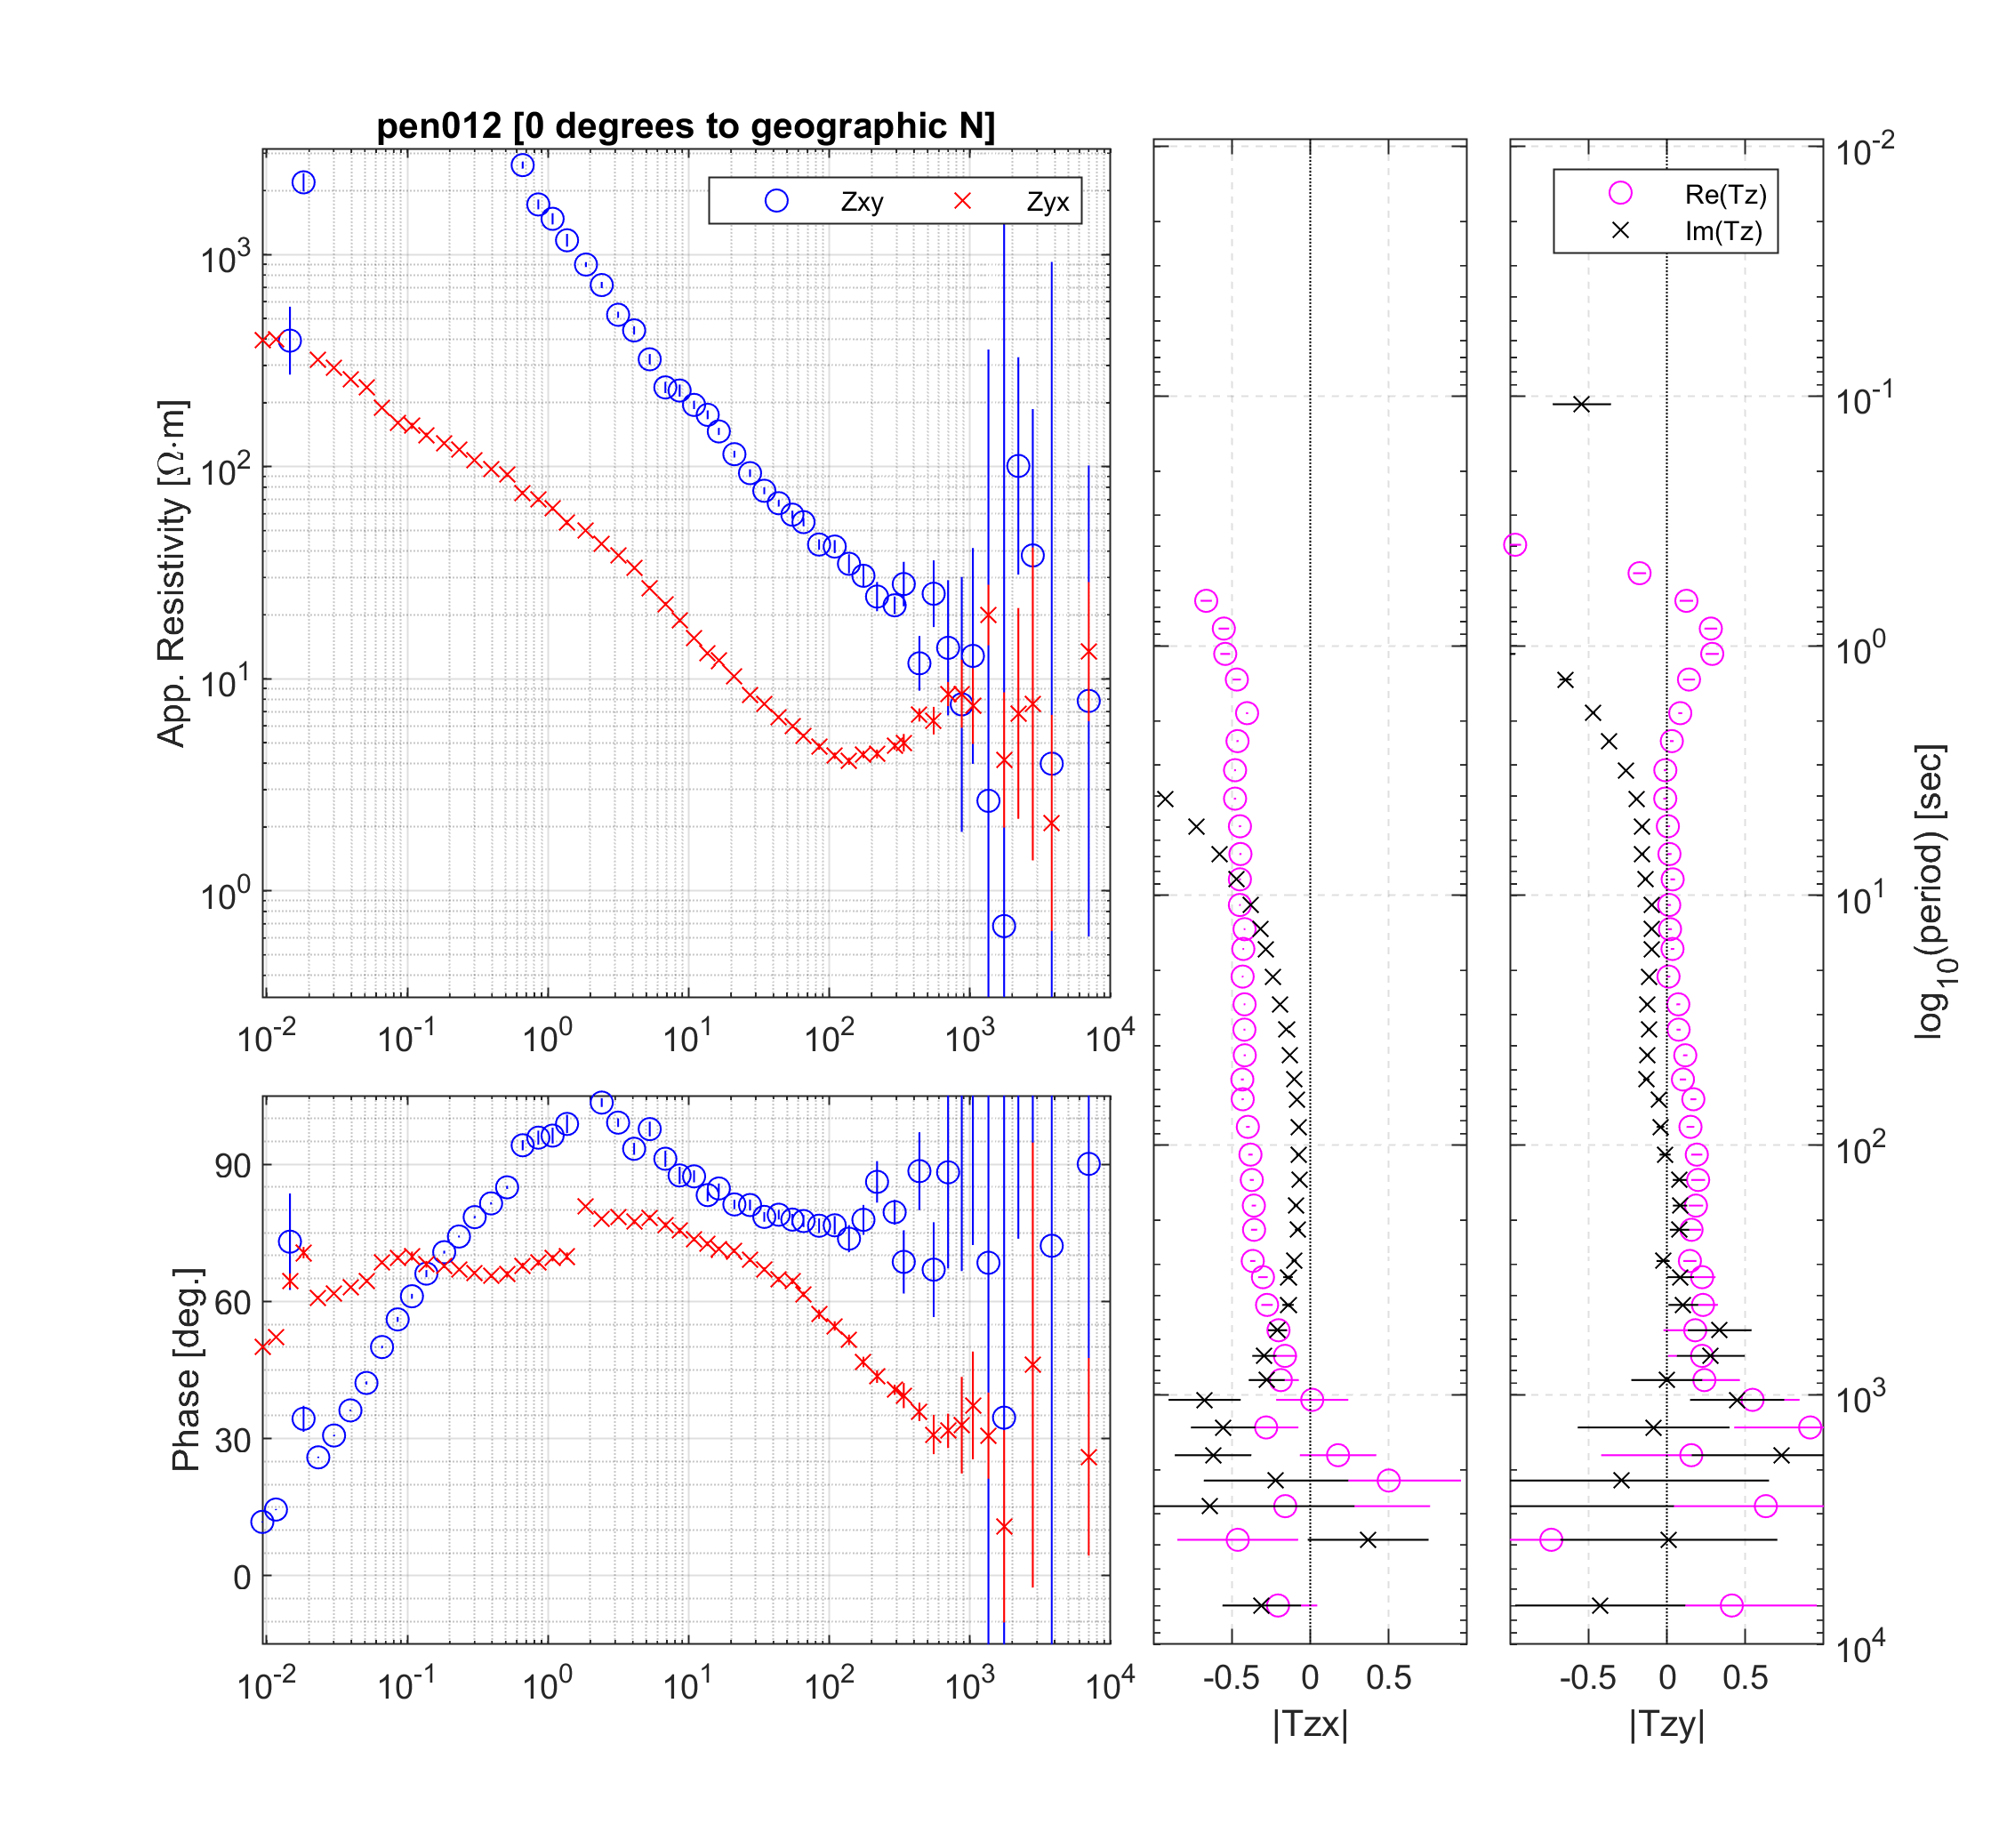 pen012 [0 degrees to geographic N]
Zxy Zyx
App. Resistivity [Ω·m]
10^3
10^2
10^1
10^0
10^-2 10^-1 10^0 10^1 10^2 10^3 10^4
Phase [deg.]
90
60
30
0
10^-2 10^-1 10^0 10^1 10^2 10^3 10^4
-0.5 0 0.5
|Tzx|
Re(Tz)
Im(Tz)
-0.5 0 0.5
|Tzy|
10^-2
10^-1
10^0
10^1
10^2
10^3
10^4
log_10(period) [sec]